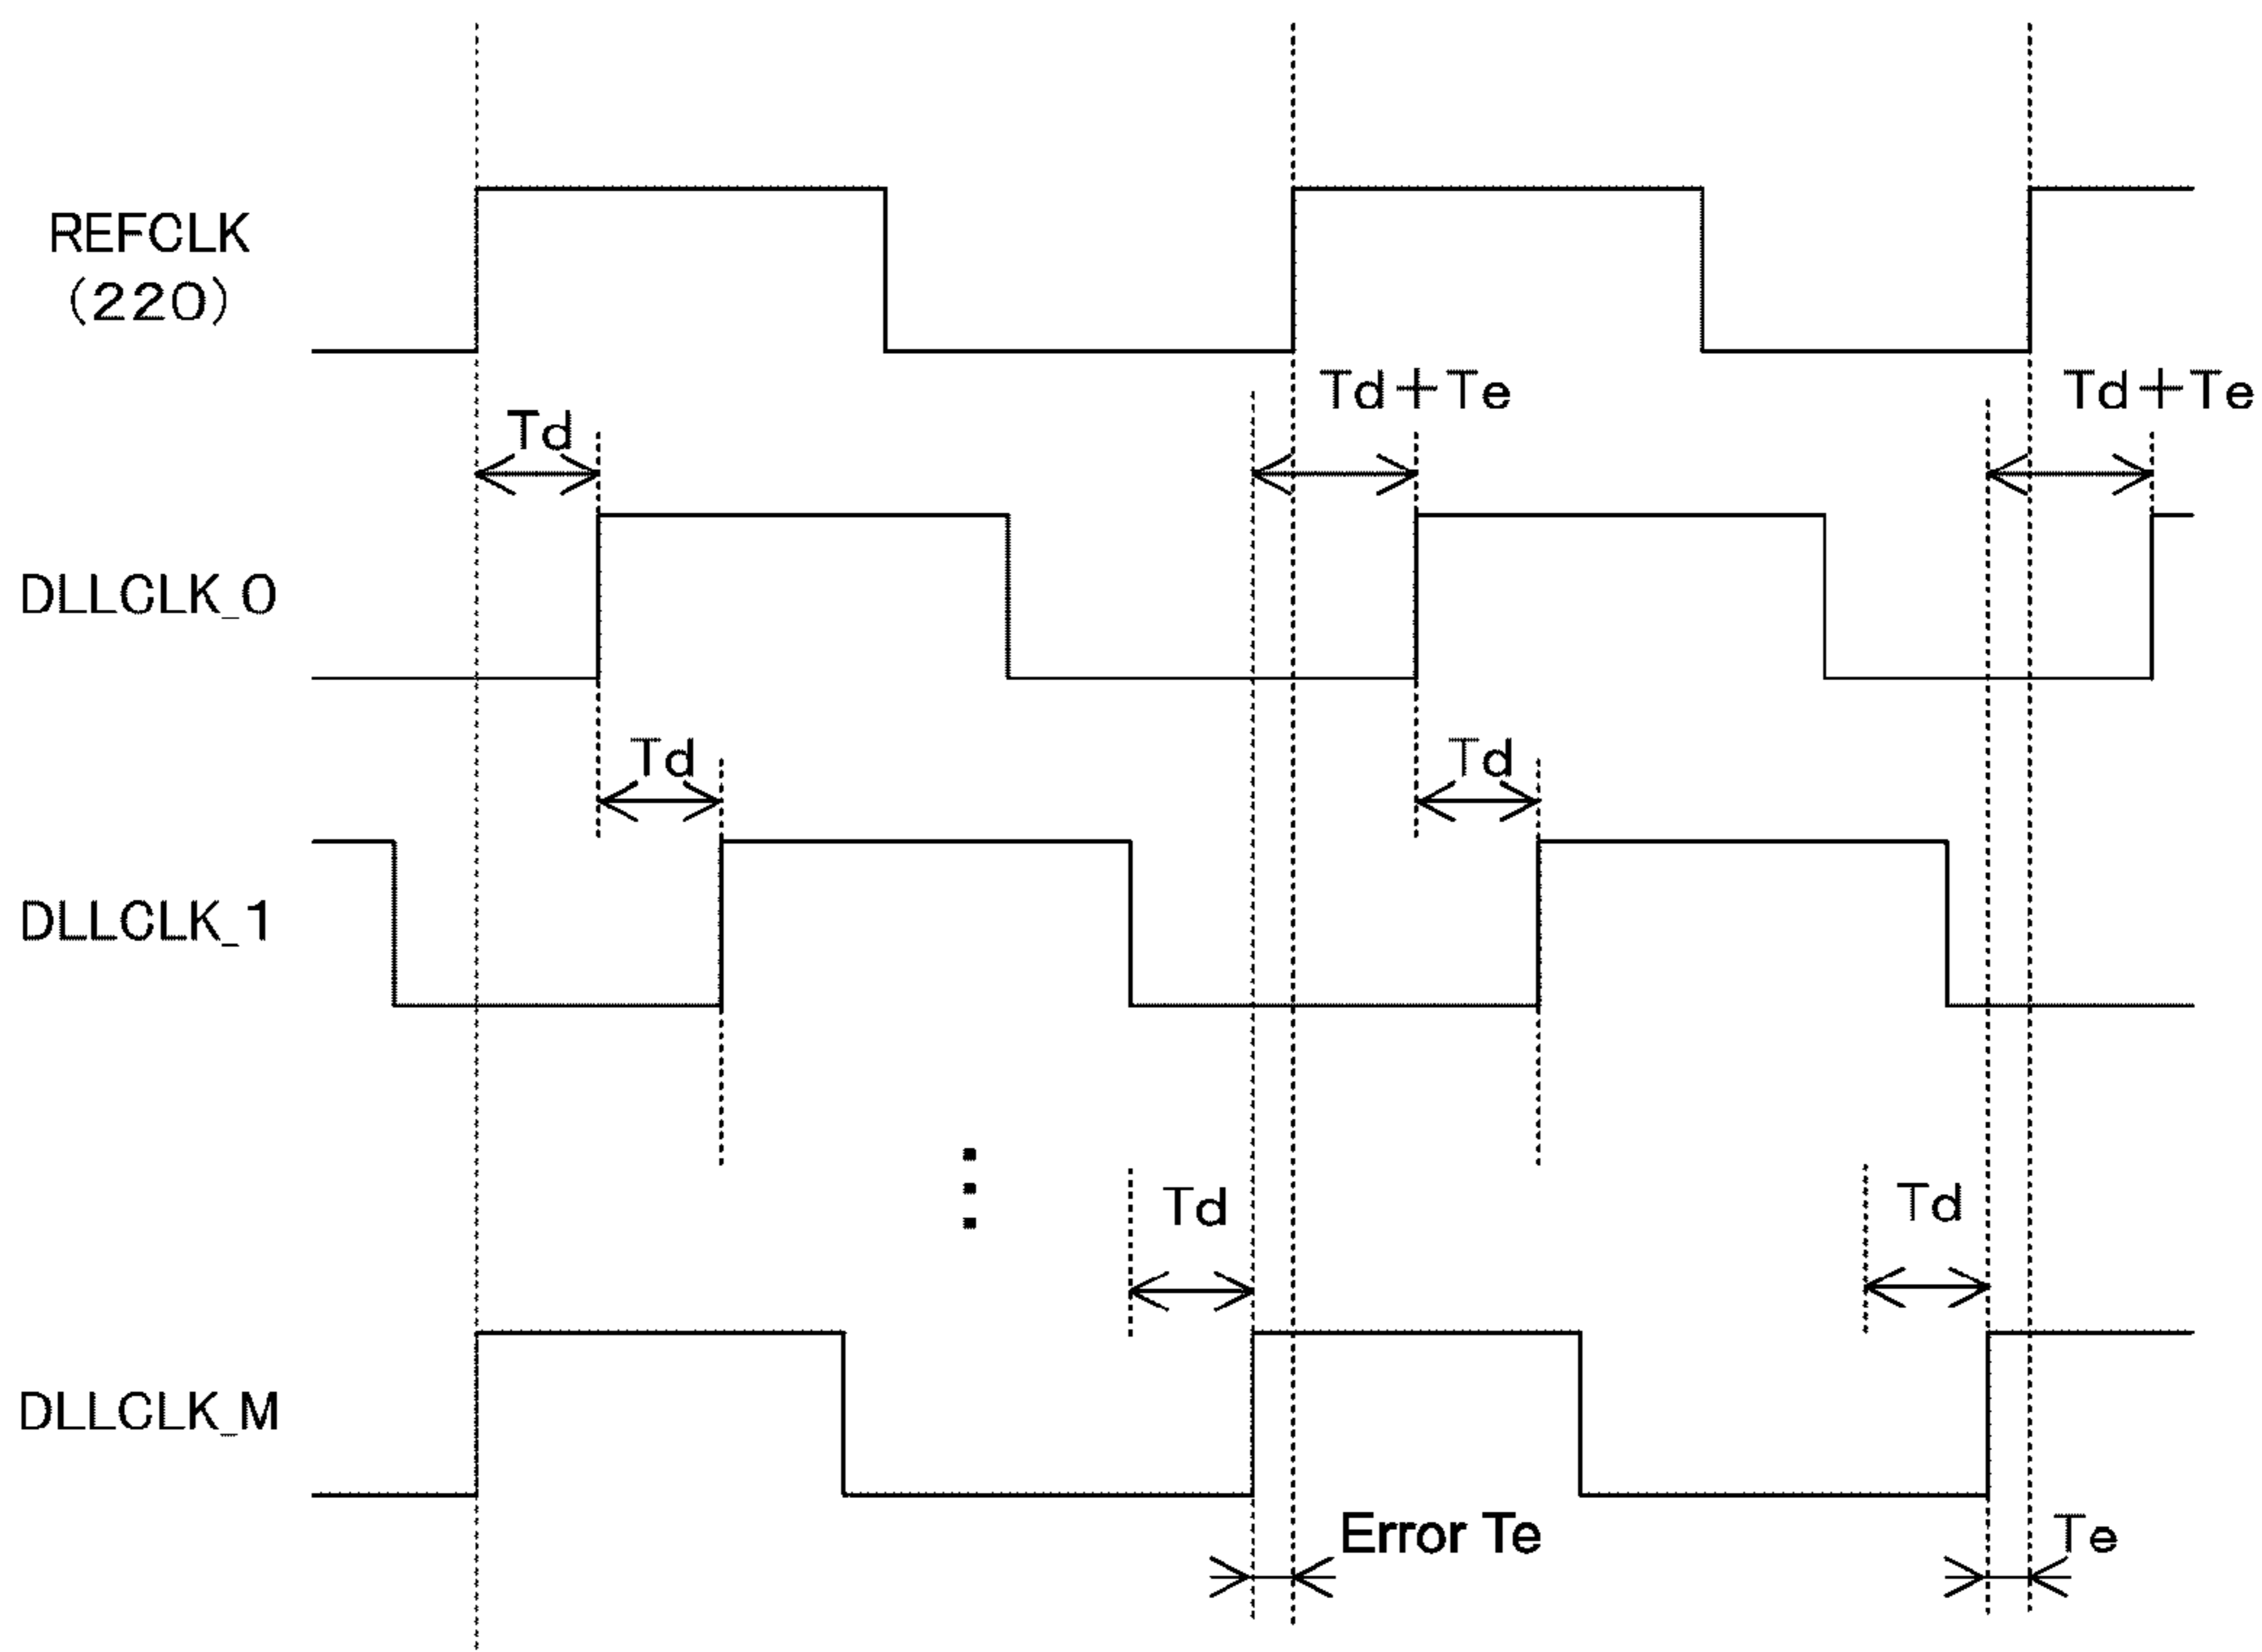 REFCLK
(220)
Td+Te
Td+Te
Td
DLLCLK_0
Td
Td
DLLCLK_1
Td
Td
DLLCLK_M
Error Te
Te